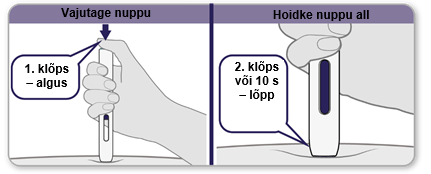 Vajutage nuppu
1. klõps
– algus
Hoidke nuppu all
2. klõps
või 10 s
– lõpp